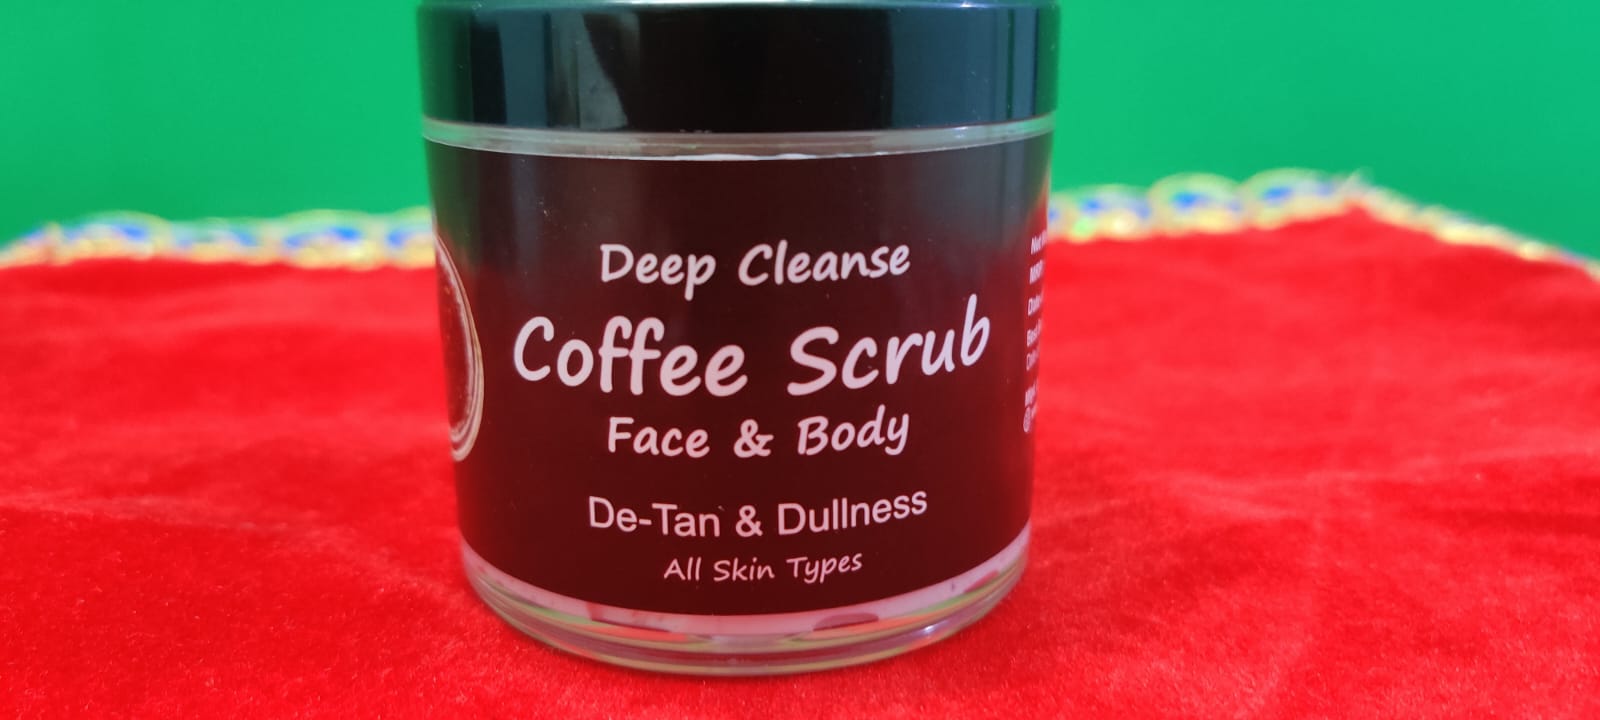 Deep Cleanse
Coffee Scrub
Face & Body
De-Tan & Dullness
All Skin Types